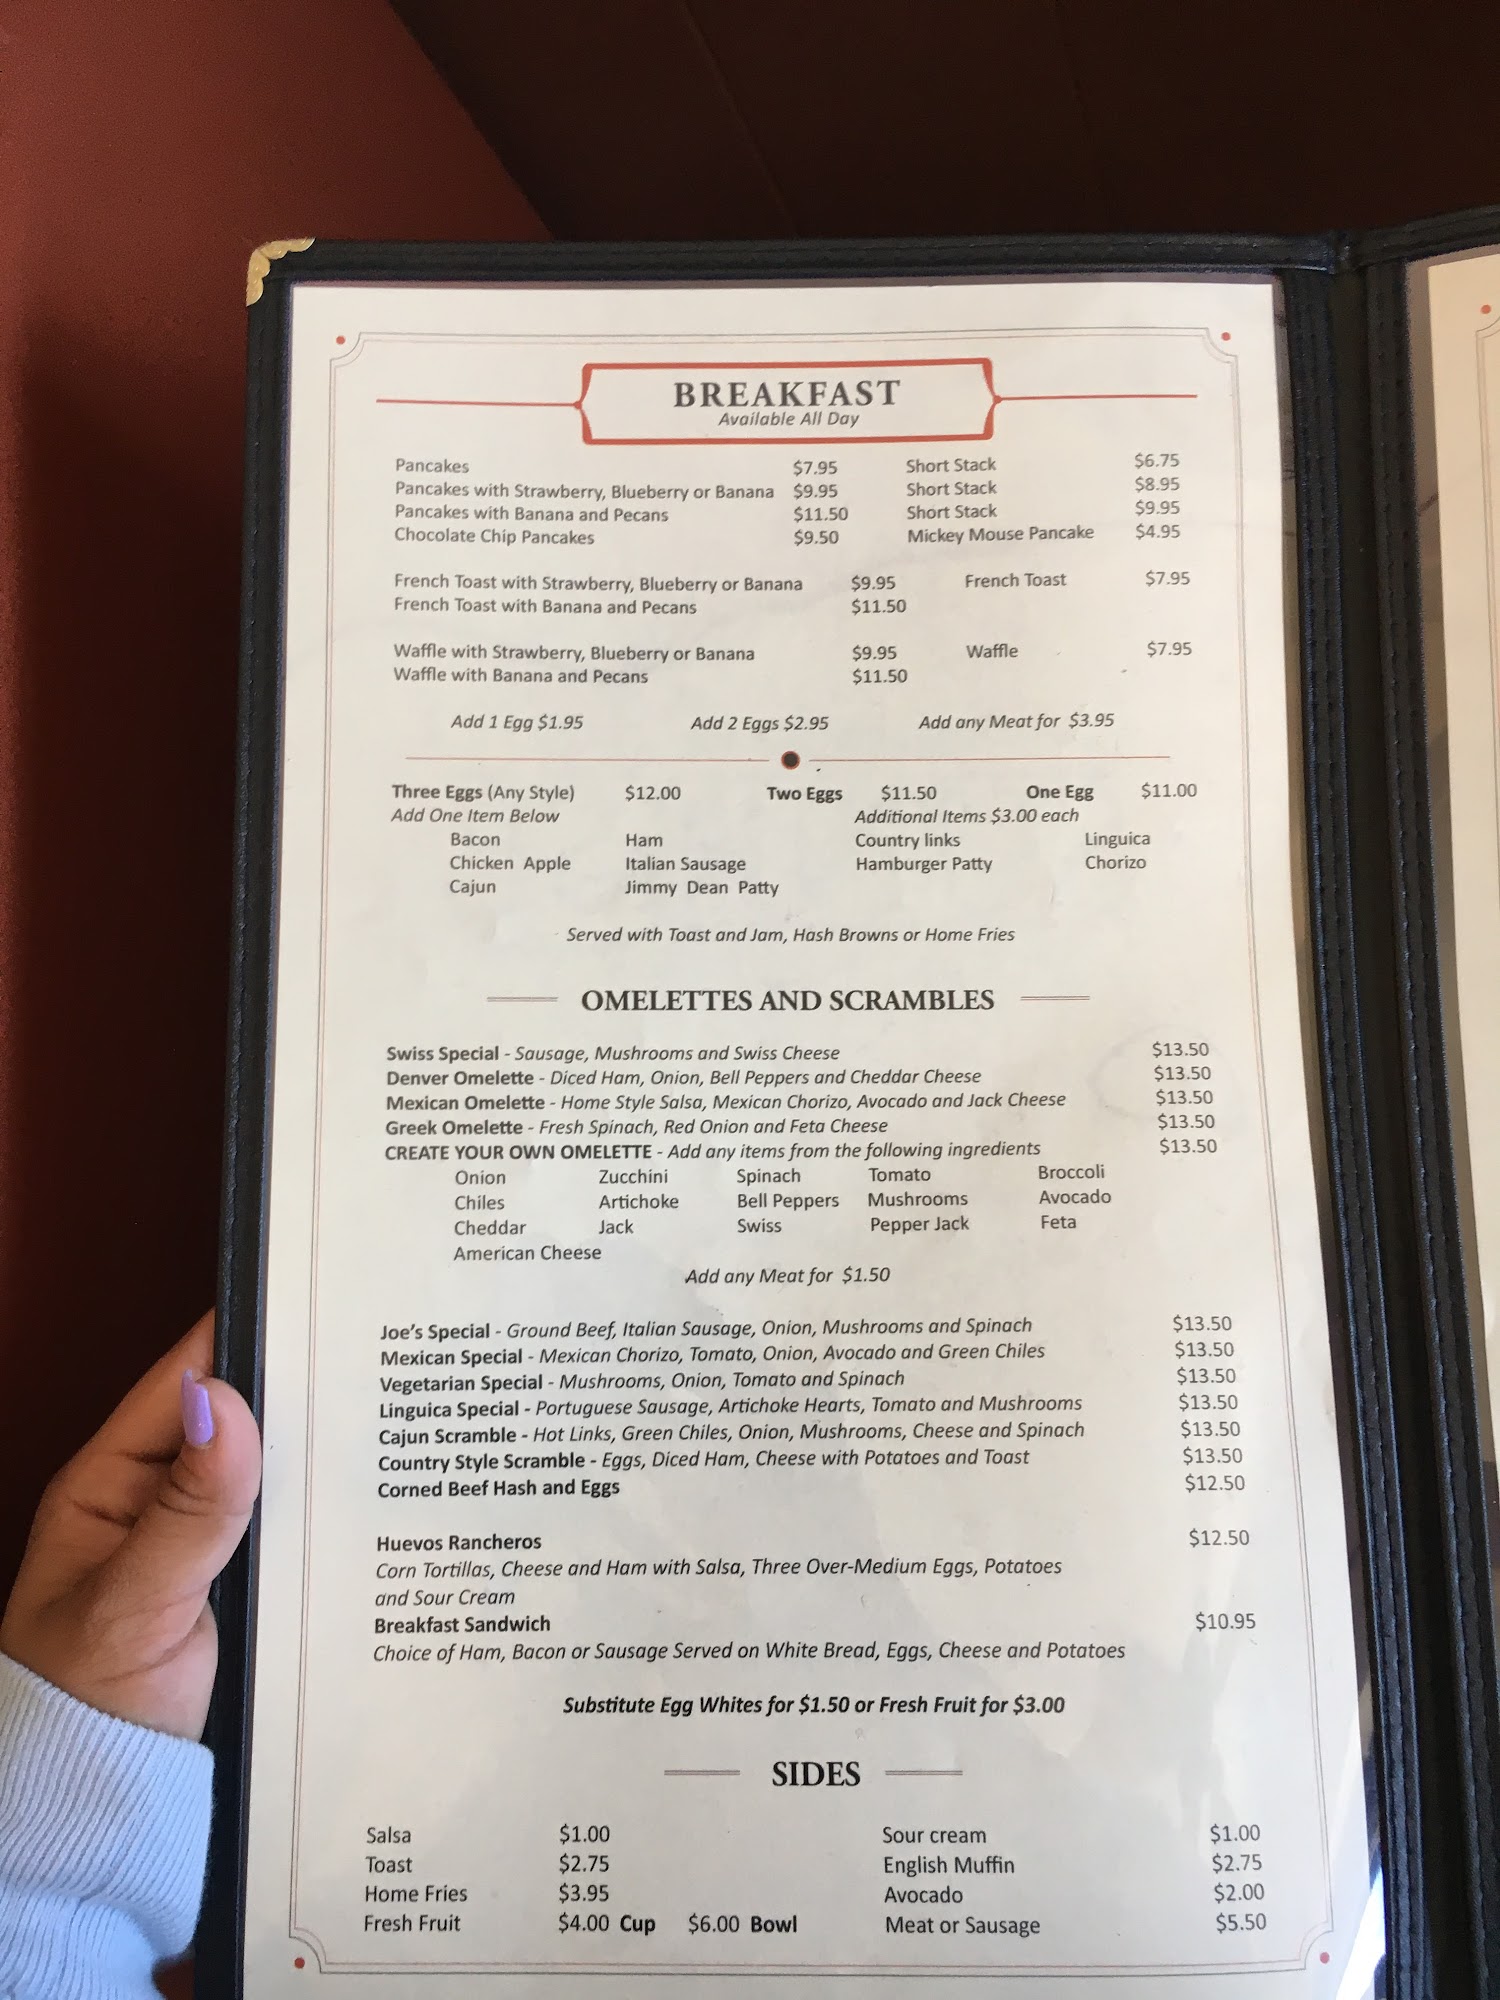 BREAKFAST
Available All Day
Pancakes $7.95 Short Stack $6.75
Pancakes with Strawberry, Blueberry or Banana $9.95 Short Stack $8.95
Pancakes with Banana and Pecans $11.50 Short Stack $9.95
Chocolate Chip Pancakes $9.50 Mickey Mouse Pancake $4.95
French Toast with Strawberry, Blueberry or Banana $9.95 French Toast $7.95
French Toast with Banana and Pecans $11.50
Waffle with Strawberry, Blueberry or Banana $9.95 Waffle $7.95
Waffle with Banana and Pecans $11.50
Add 1 Egg $1.95 Add 2 Eggs $2.95 Add any Meat for $3.95
Three Eggs (Any Style) $12.00 Two Eggs $11.50 One Egg $11.00
Add One Item Below Additional Items $3.00 each
Bacon Ham Country links Linguica
Chicken Apple Italian Sausage Hamburger Patty Chorizo
Cajun Jimmy Dean Patty
Served with Toast and Jam, Hash Browns or Home Fries
OMELETTES AND SCRAMBLES
Swiss Special - Sausage, Mushrooms and Swiss Cheese $13.50
Denver Omelette - Diced Ham, Onion, Bell Peppers and Cheddar Cheese $13.50
Mexican Omelette - Home Style Salsa, Mexican Chorizo, Avocado and Jack Cheese $13.50
Greek Omelette - Fresh Spinach, Red Onion and Feta Cheese $13.50
CREATE YOUR OWN OMELETTE - Add any items from the following ingredients $13.50
Onion Zucchini Spinach Tomato Broccoli
Chiles Artichoke Bell Peppers Mushrooms Avocado
Cheddar Jack Swiss Pepper Jack Feta
American Cheese
Add any Meat for $1.50
Joe's Special - Ground Beef, Italian Sausage, Onion, Mushrooms and Spinach $13.50
Mexican Special - Mexican Chorizo, Tomato, Onion, Avocado and Green Chiles $13.50
Vegetarian Special - Mushrooms, Onion, Tomato and Spinach $13.50
Linguica Special - Portuguese Sausage, Artichoke Hearts, Tomato and Mushrooms $13.50
Cajun Scramble - Hot Links, Green Chiles, Onion, Mushrooms, Cheese and Spinach $13.50
Country Style Scramble - Eggs, Diced Ham, Cheese with Potatoes and Toast $13.50
Corned Beef Hash and Eggs $12.50
Huevos Rancheros $12.50
Corn Tortillas, Cheese and Ham with Salsa, Three Over-Medium Eggs, Potatoes
and Sour Cream
Breakfast Sandwich $10.95
Choice of Ham, Bacon or Sausage Served on White Bread, Eggs, Cheese and Potatoes
Substitute Egg Whites for $1.50 or Fresh Fruit for $3.00
SIDES
Salsa $1.00 Sour cream $1.00
Toast $2.75 English Muffin $2.75
Home Fries $3.95 Avocado $2.00
Fresh Fruit $4.00 Cup $6.00 Bowl Meat or Sausage $5.50